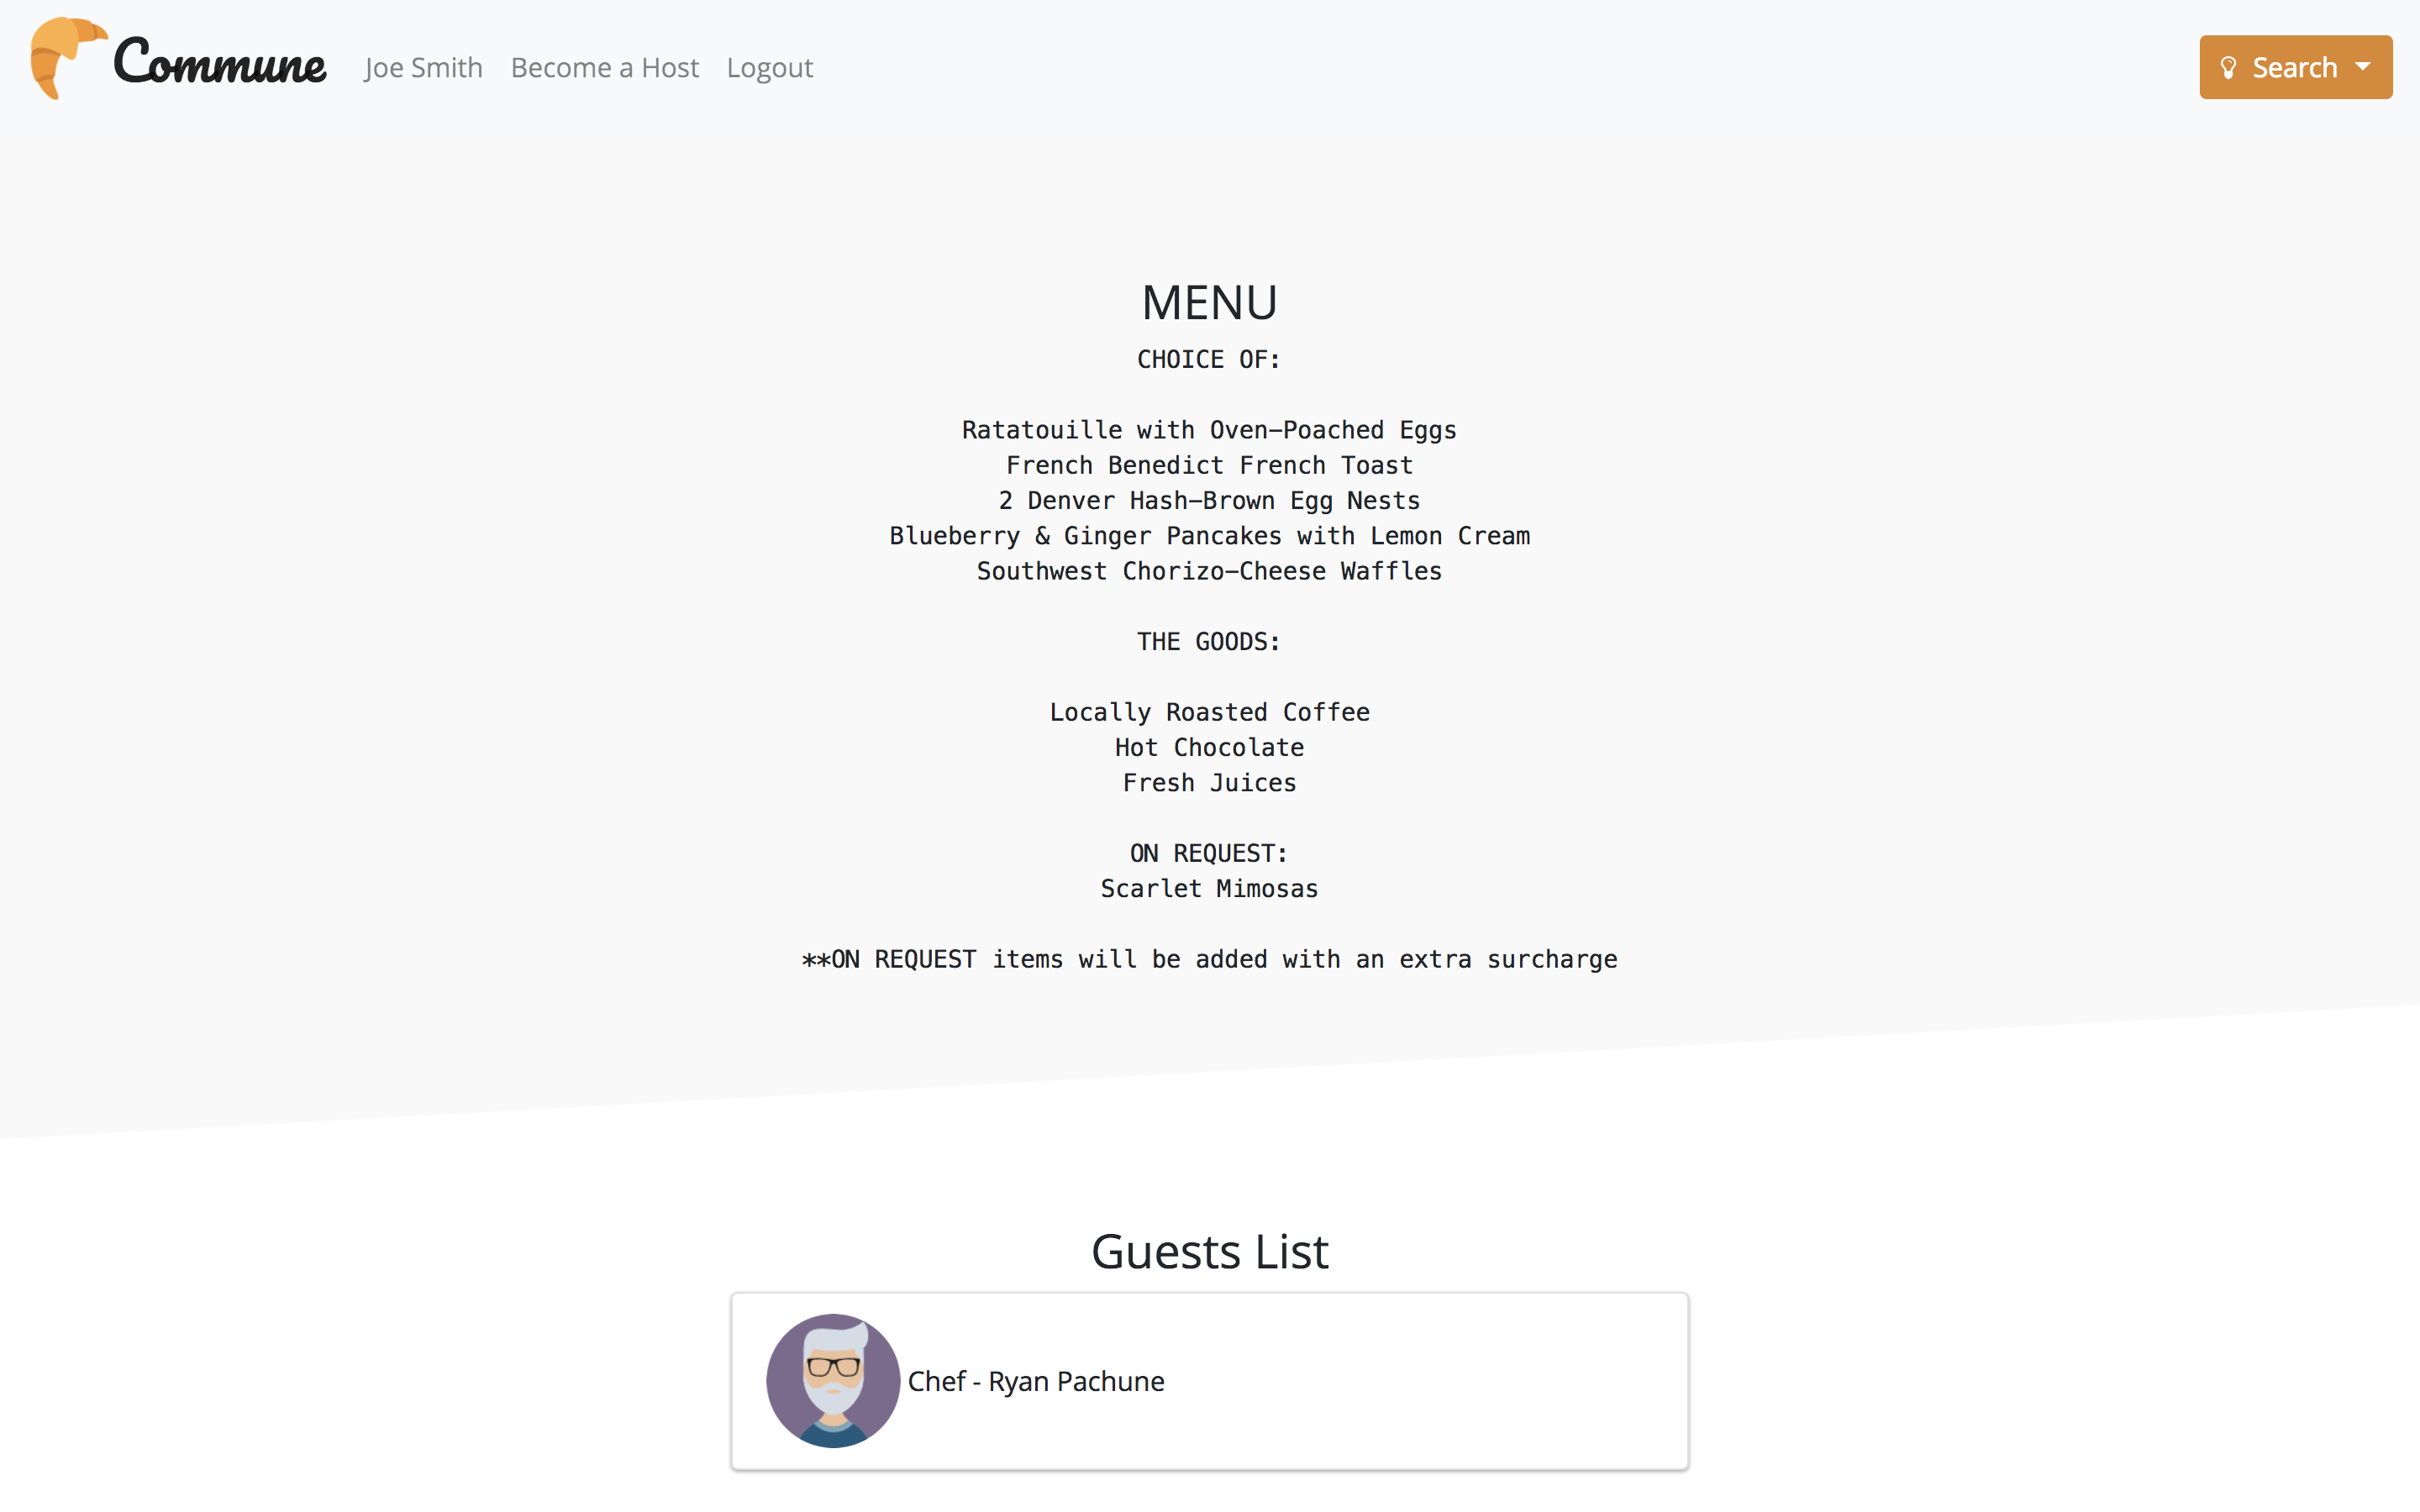 Commune
Joe Smith
Become a Host
Logout
Search
MENU
CHOICE OF:
Ratatouille with Oven-Poached Eggs
French Benedict French Toast
2 Denver Hash-Brown Egg Nests
Blueberry & Ginger Pancakes with Lemon Cream
Southwest Chorizo-Cheese Waffles
THE GOODS:
Locally Roasted Coffee
Hot Chocolate
Fresh Juices
ON REQUEST:
Scarlet Mimosas
**ON REQUEST items will be added with an extra surcharge
Guests List
Chef - Ryan Pachune